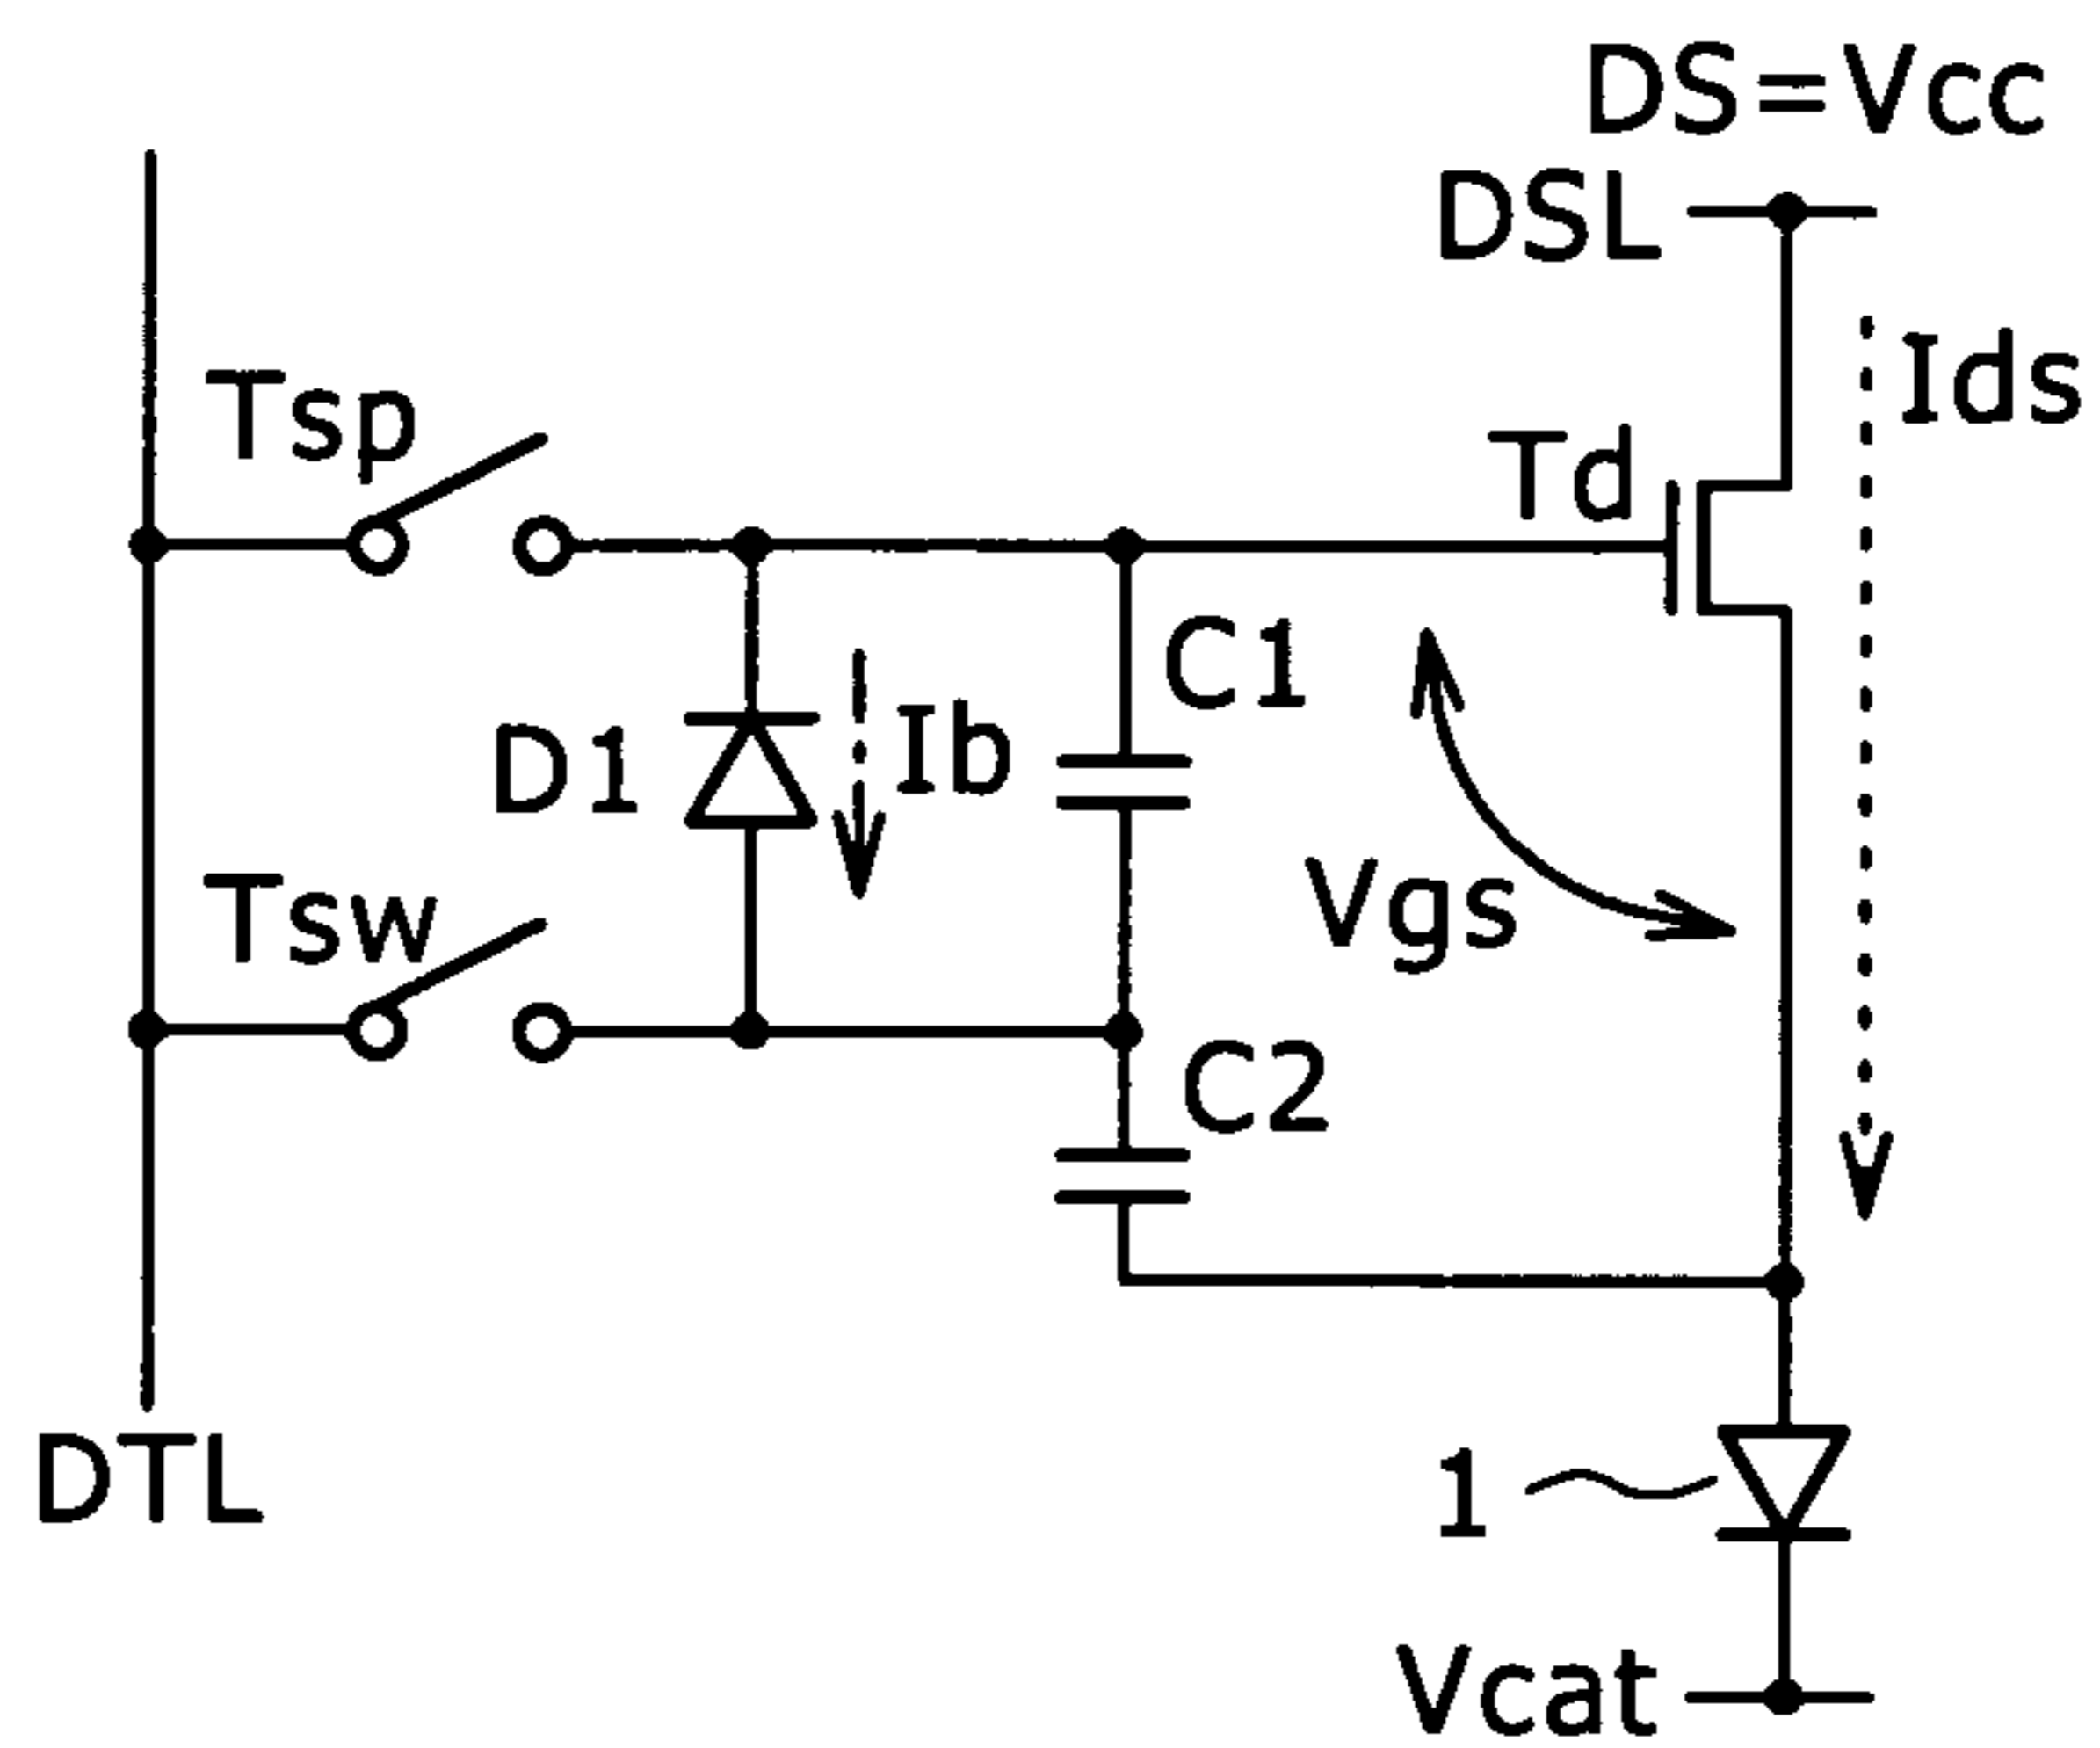 DS=Vcc
DSL
Ids
Tsp
Td
C1
D1
Ib
Tsw
Vgs
C2
DTL
1
Vcat